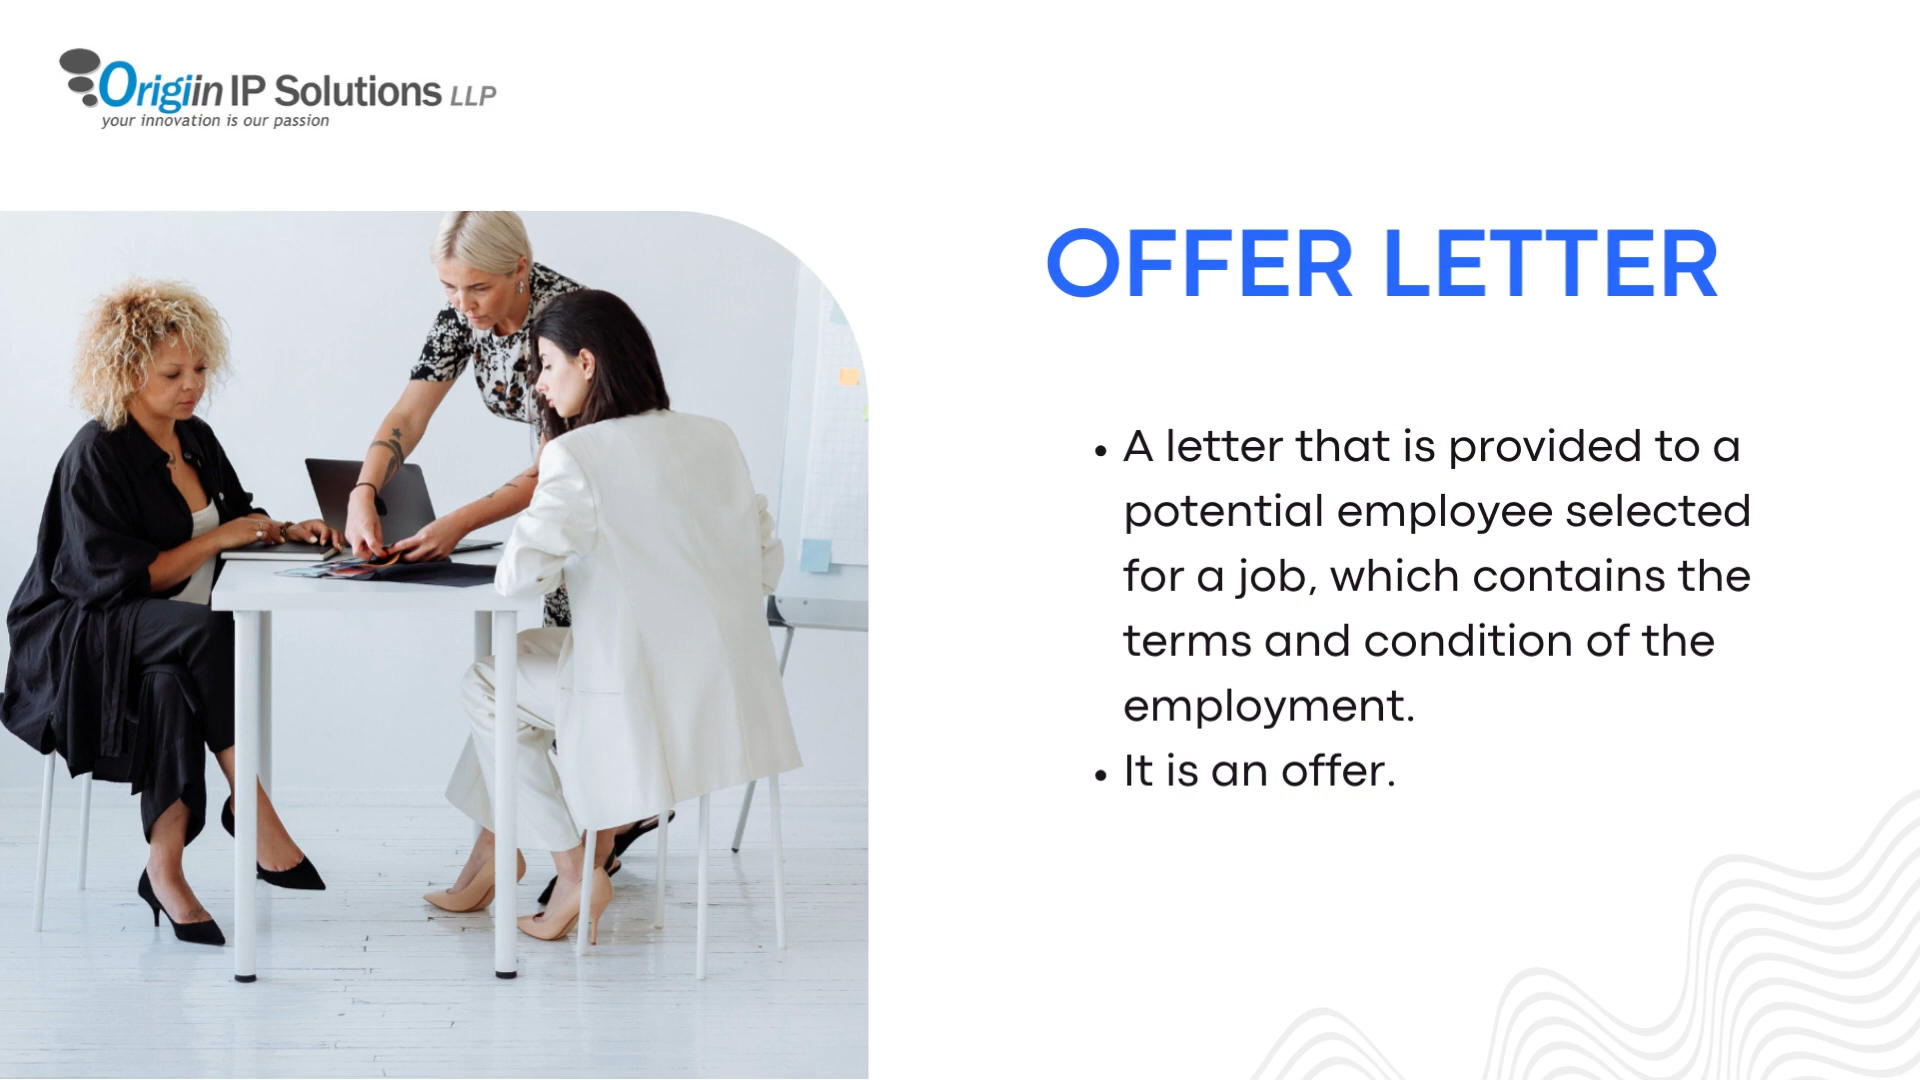 Origiin IP Solutions LLP
your innovation is our passion
OFFER LETTER
• A letter that is provided to a
potential employee selected
for a job, which contains the
terms and condition of the
employment.
• It is an offer.